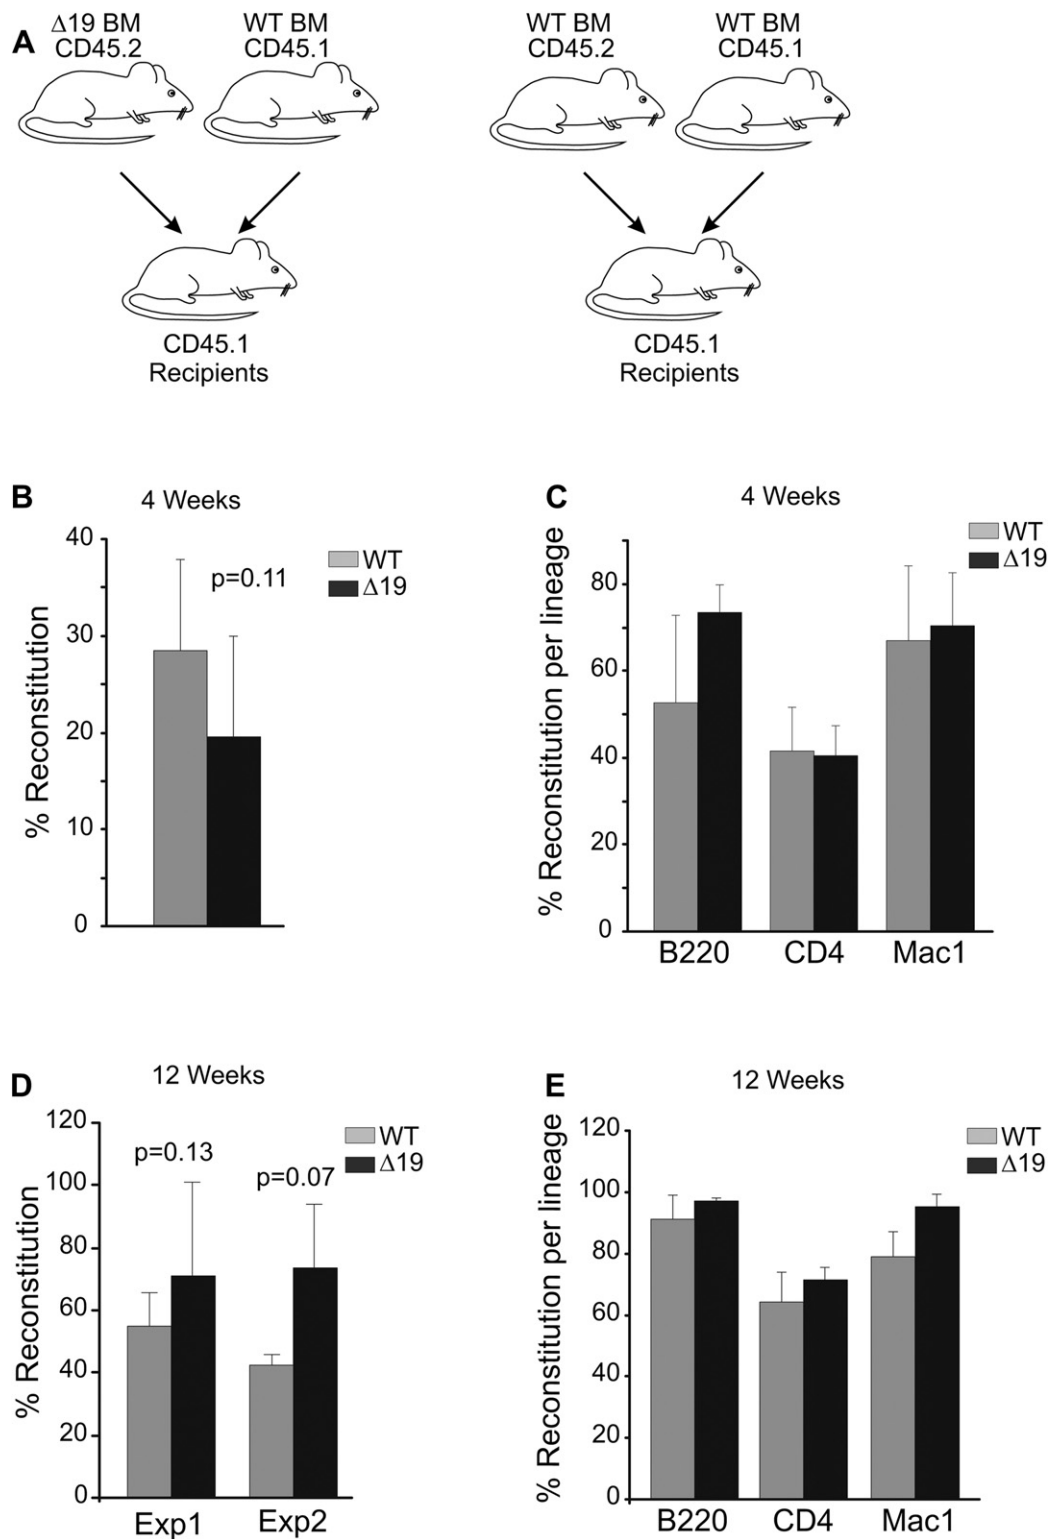 A
Δ19 BM
CD45.2
WT BM
CD45.1
WT BM
CD45.2
WT BM
CD45.1
CD45.1
Recipients
CD45.1
Recipients
B
4 Weeks
% Reconstitution
40
30
20
10
0
p=0.11
WT
Δ19
C
4 Weeks
% Reconstitution per lineage
80
60
40
20
0
B220
CD4
Mac1
WT
Δ19
D
12 Weeks
% Reconstitution
120
100
80
60
40
20
0
p=0.13
p=0.07
Exp1
Exp2
WT
Δ19
E
12 Weeks
% Reconstitution per lineage
120
100
80
60
40
20
0
B220
CD4
Mac1
WT
Δ19